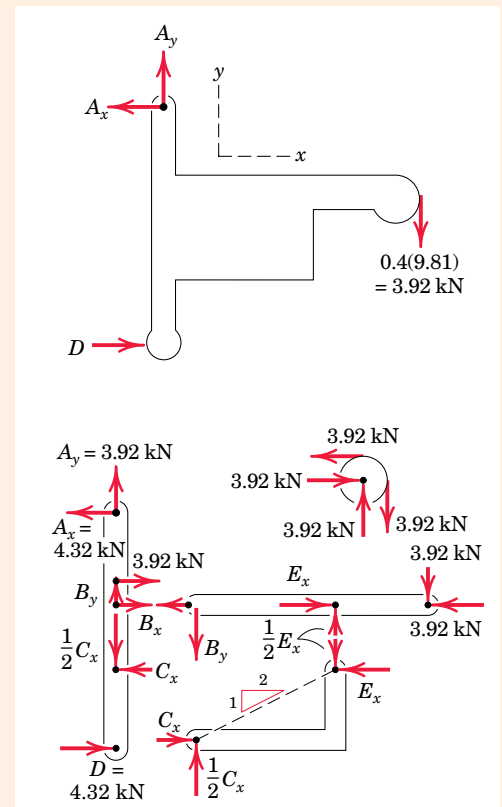 A_y
y
A_x
x
0.4(9.81)
= 3.92 kN
D
A_y = 3.92 kN
3.92 kN
3.92 kN
A_x =
4.32 kN
3.92 kN
3.92 kN
3.92 kN
3.92 kN
B_y
E_x
B_x
3.92 kN
1/2 C_x
B_y
1/2 E_x
C_x
2
1
E_x
C_x
D =
4.32 kN
1/2 C_x